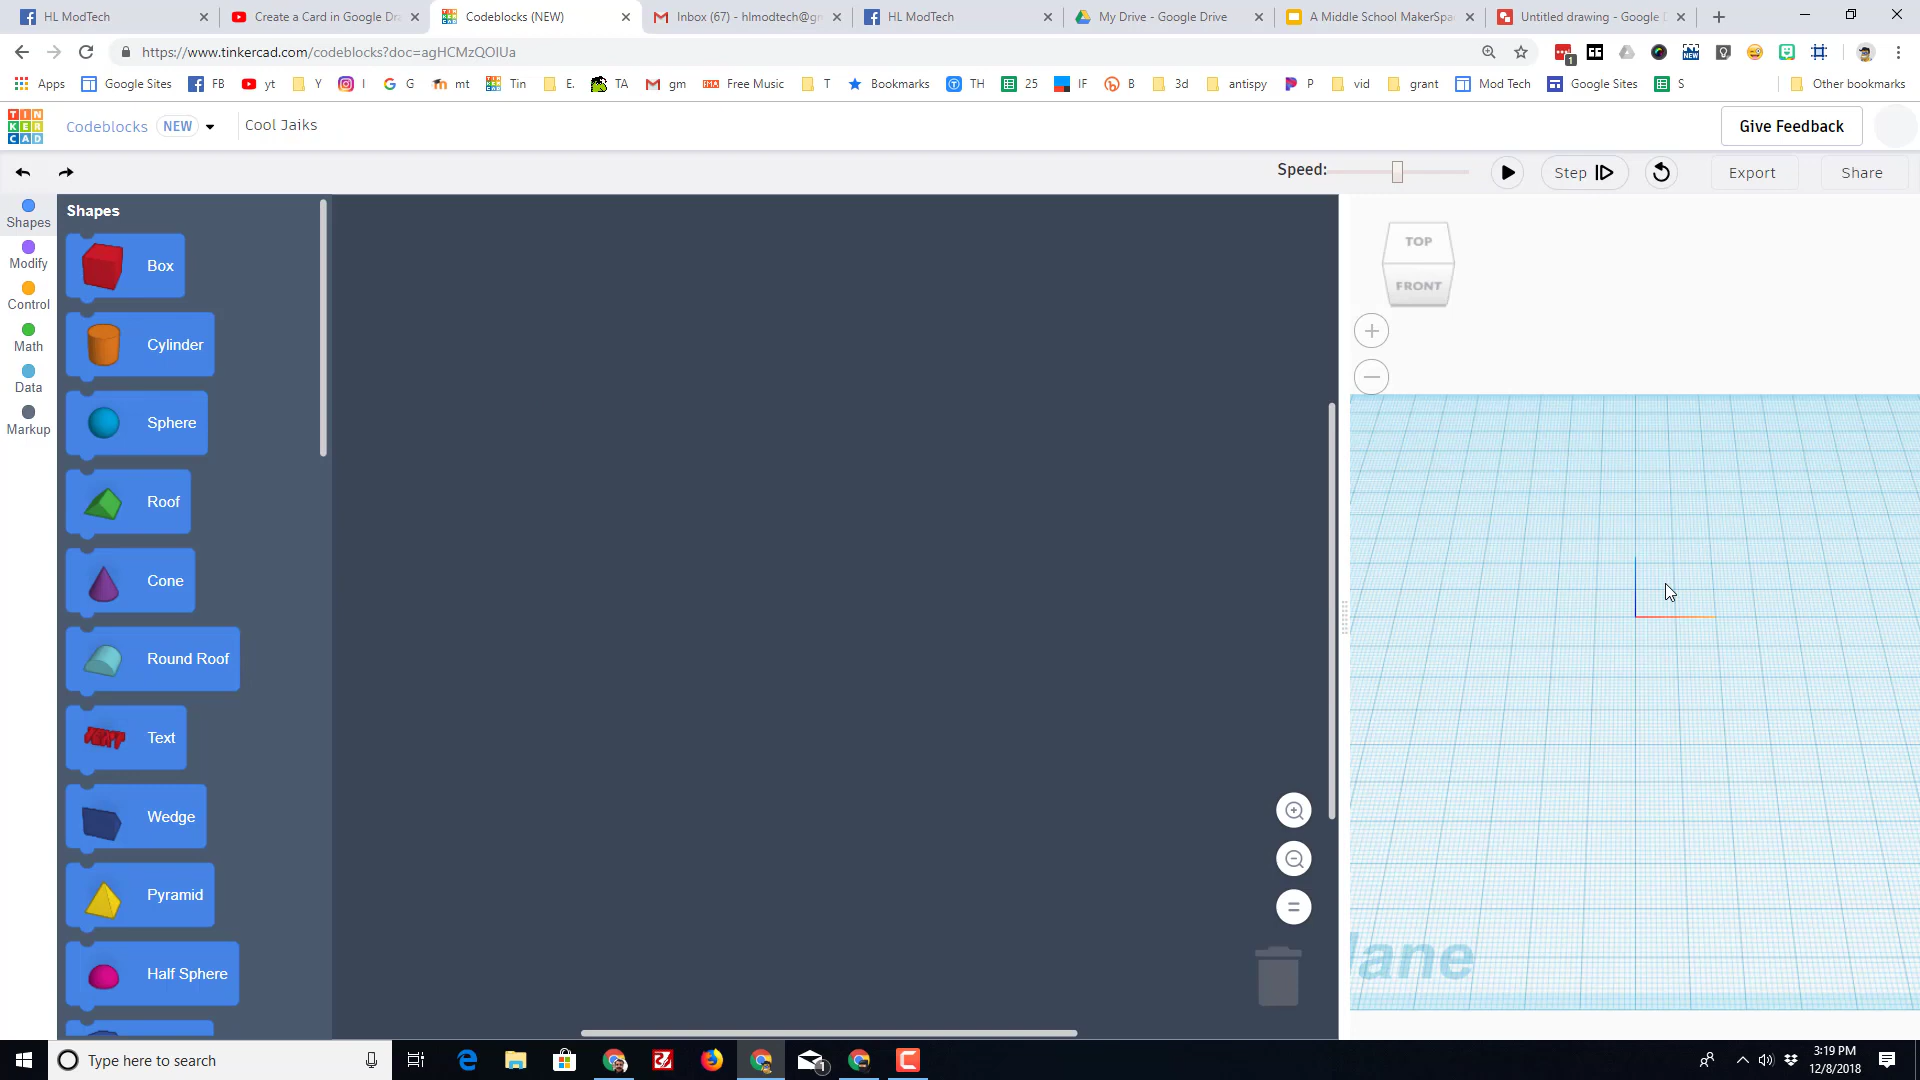 HL ModTech
Create a Card in Google Dra
Codeblocks (NEW)
Inbox (67) - hlmodtech@gm
HL ModTech
My Drive - Google Drive
A Middle School MakerSpa
Untitled drawing - Google D
https://www.tinkercad.com/codeblocks?doc=agHCMzQOIUa
Apps
Google Sites
FB
yt
Y
I
G
mt
Tin
E.
TA
gm
Free Music
T
Bookmarks
TH
25
IF
B
3d
antispy
P
vid
grant
Mod Tech
Google Sites
S
Other bookmarks
TIN
KER
CAD
Codeblocks
NEW
Cool Jaiks
Give Feedback
Speed:
Step
Export
Share
Shapes
Modify
Control
Math
Data
Markup
Shapes
Box
Cylinder
Sphere
Roof
Cone
Round Roof
Text
Wedge
Pyramid
Half Sphere
TOP
FRONT
lane
Type here to search
3:19 PM
12/8/2018